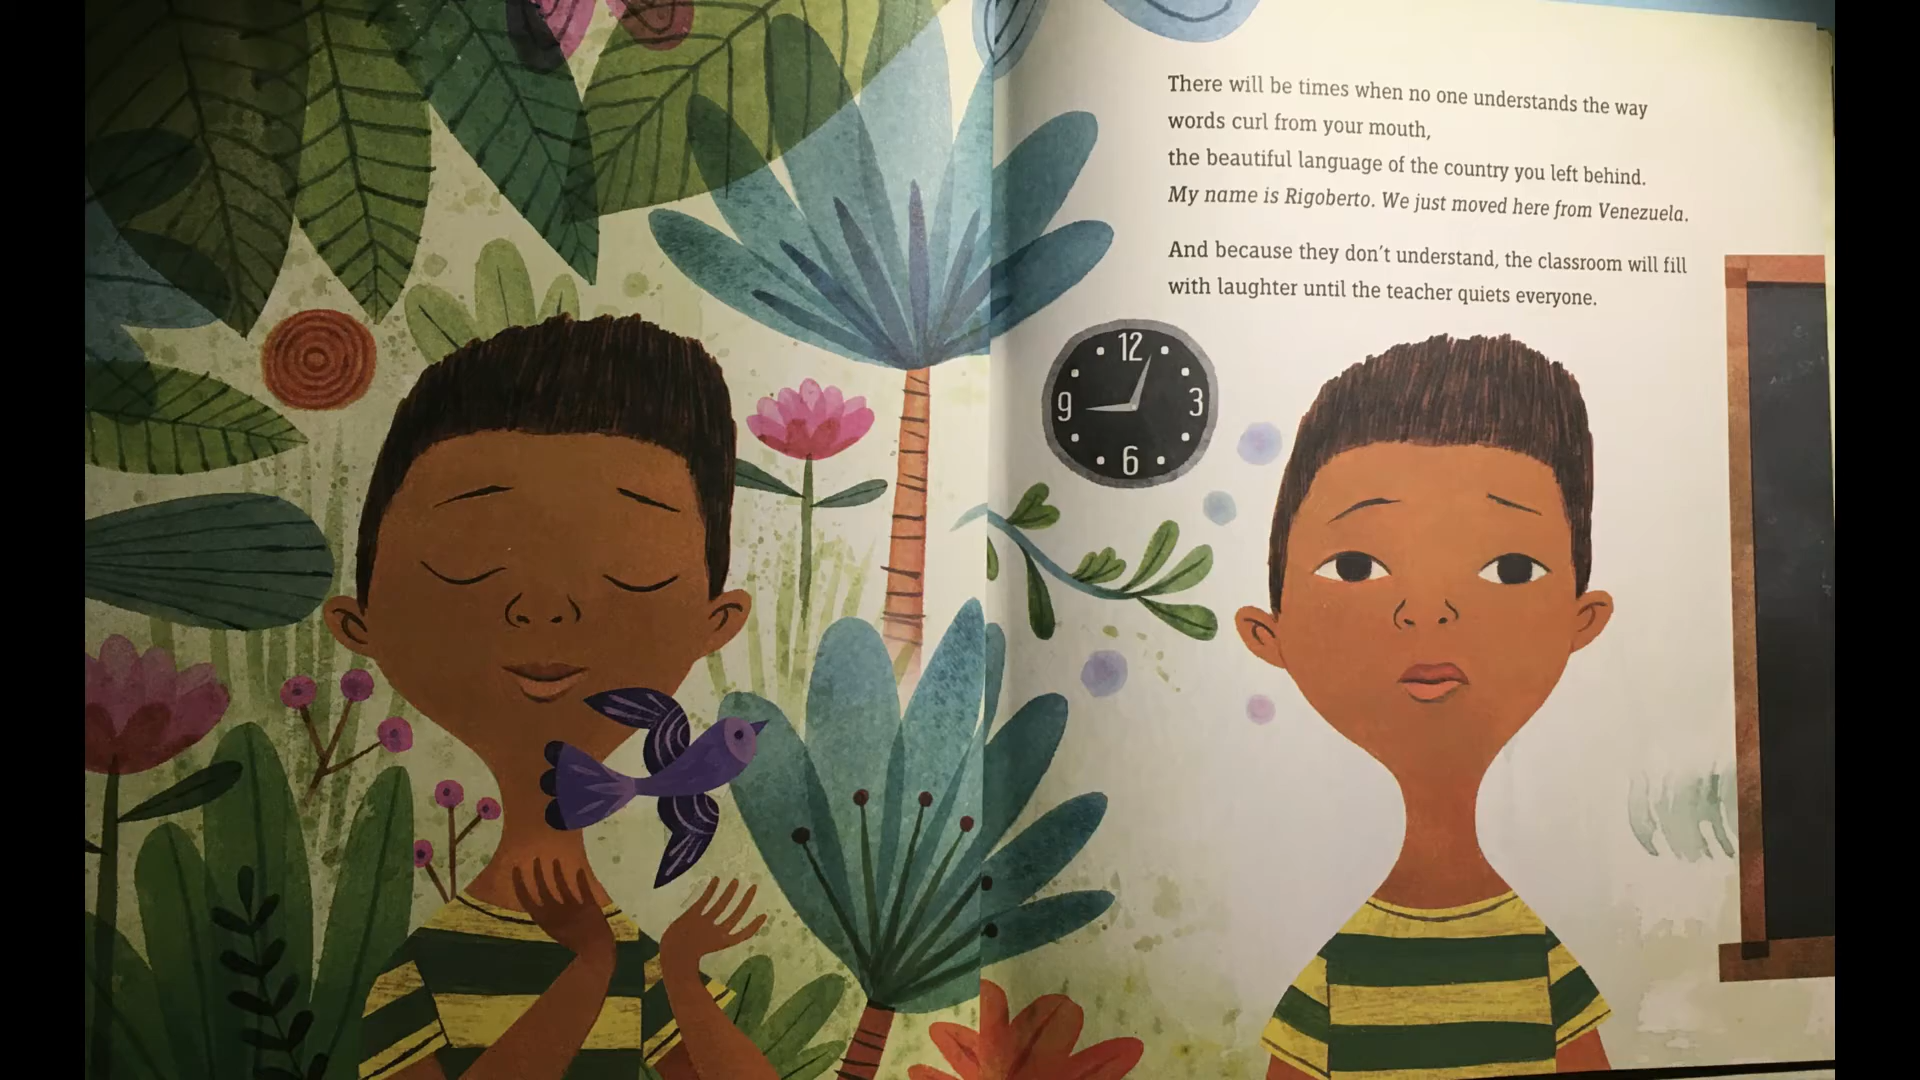 There will be times when no one understands the way
words curl from your mouth,
the beautiful language of the country you left behind.
My name is Rigoberto. We just moved here from Venezuela.
And because they don't understand, the classroom will fill
with laughter until the teacher quiets everyone.
12
9
3
6